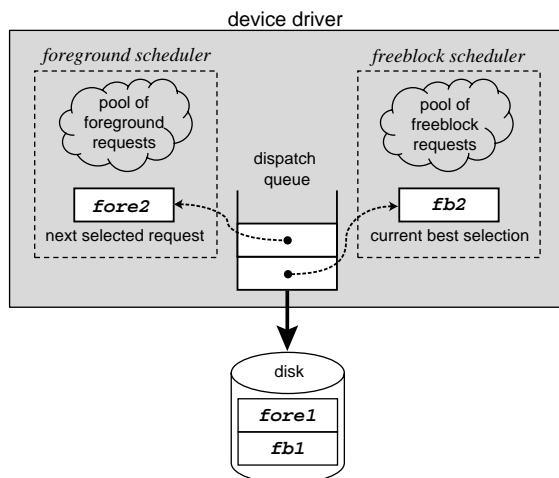 device driver
foreground scheduler
freeblock scheduler
pool of
foreground
requests
pool of
freeblock
requests
dispatch
queue
fore2
fb2
next selected request
current best selection
disk
fore1
fb1